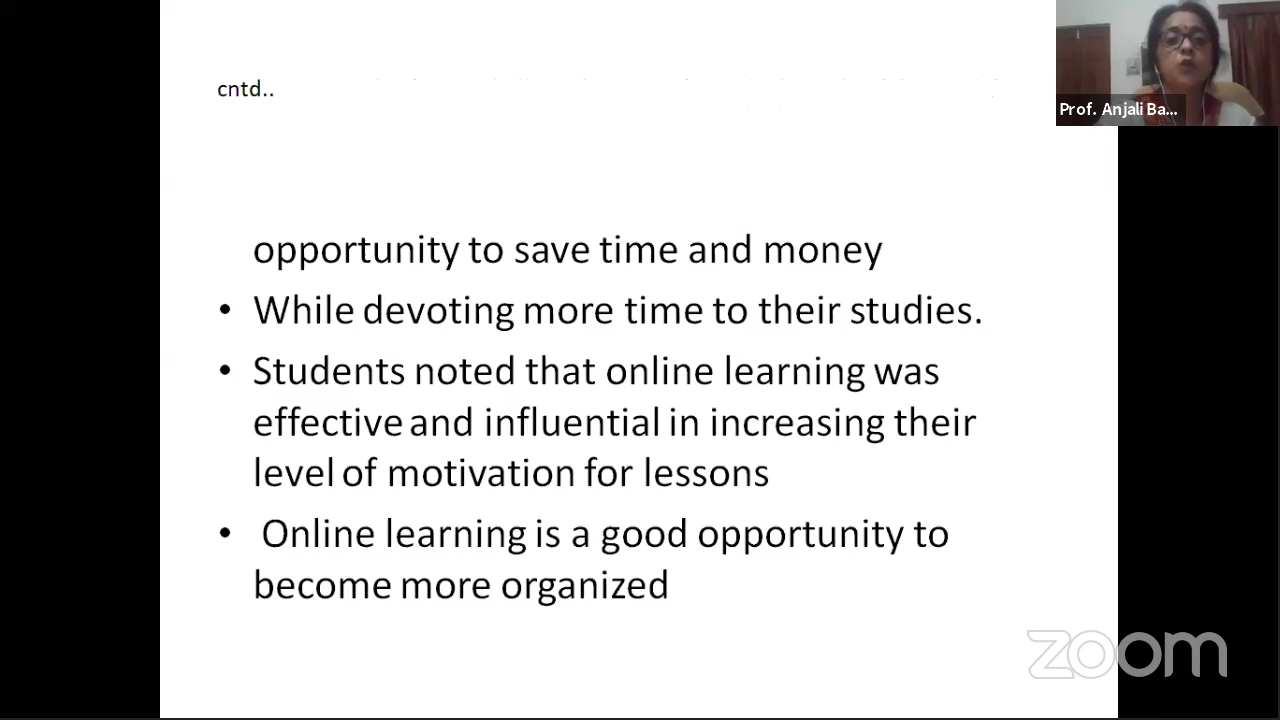 cntd..
Prof. Anjali Ba...
opportunity to save time and money
• While devoting more time to their studies.
• Students noted that online learning was
effective and influential in increasing their
level of motivation for lessons
• Online learning is a good opportunity to
become more organized
zoom